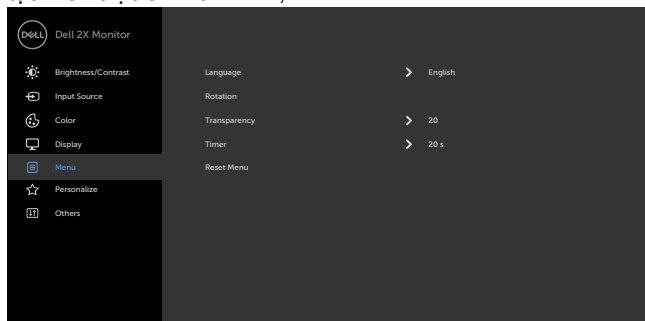 DELL Dell 2X Monitor
Brightness/Contrast Language English
Input Source Rotation
Color Transparency 20
Display Timer 20 s
Menu Reset Menu
Personalize
Others